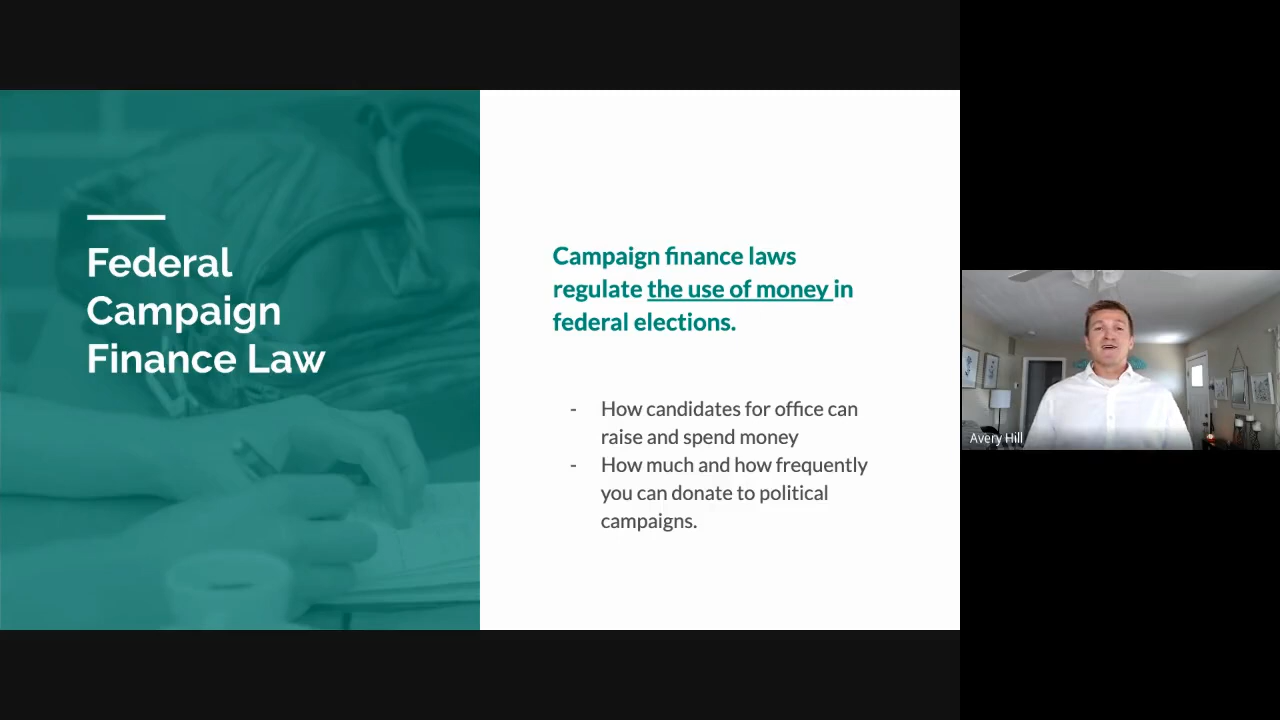 Federal
Campaign
Finance Law
Campaign finance laws
regulate the use of money in
federal elections.
- How candidates for office can
raise and spend money
- How much and how frequently
you can donate to political
campaigns.
Avery Hill